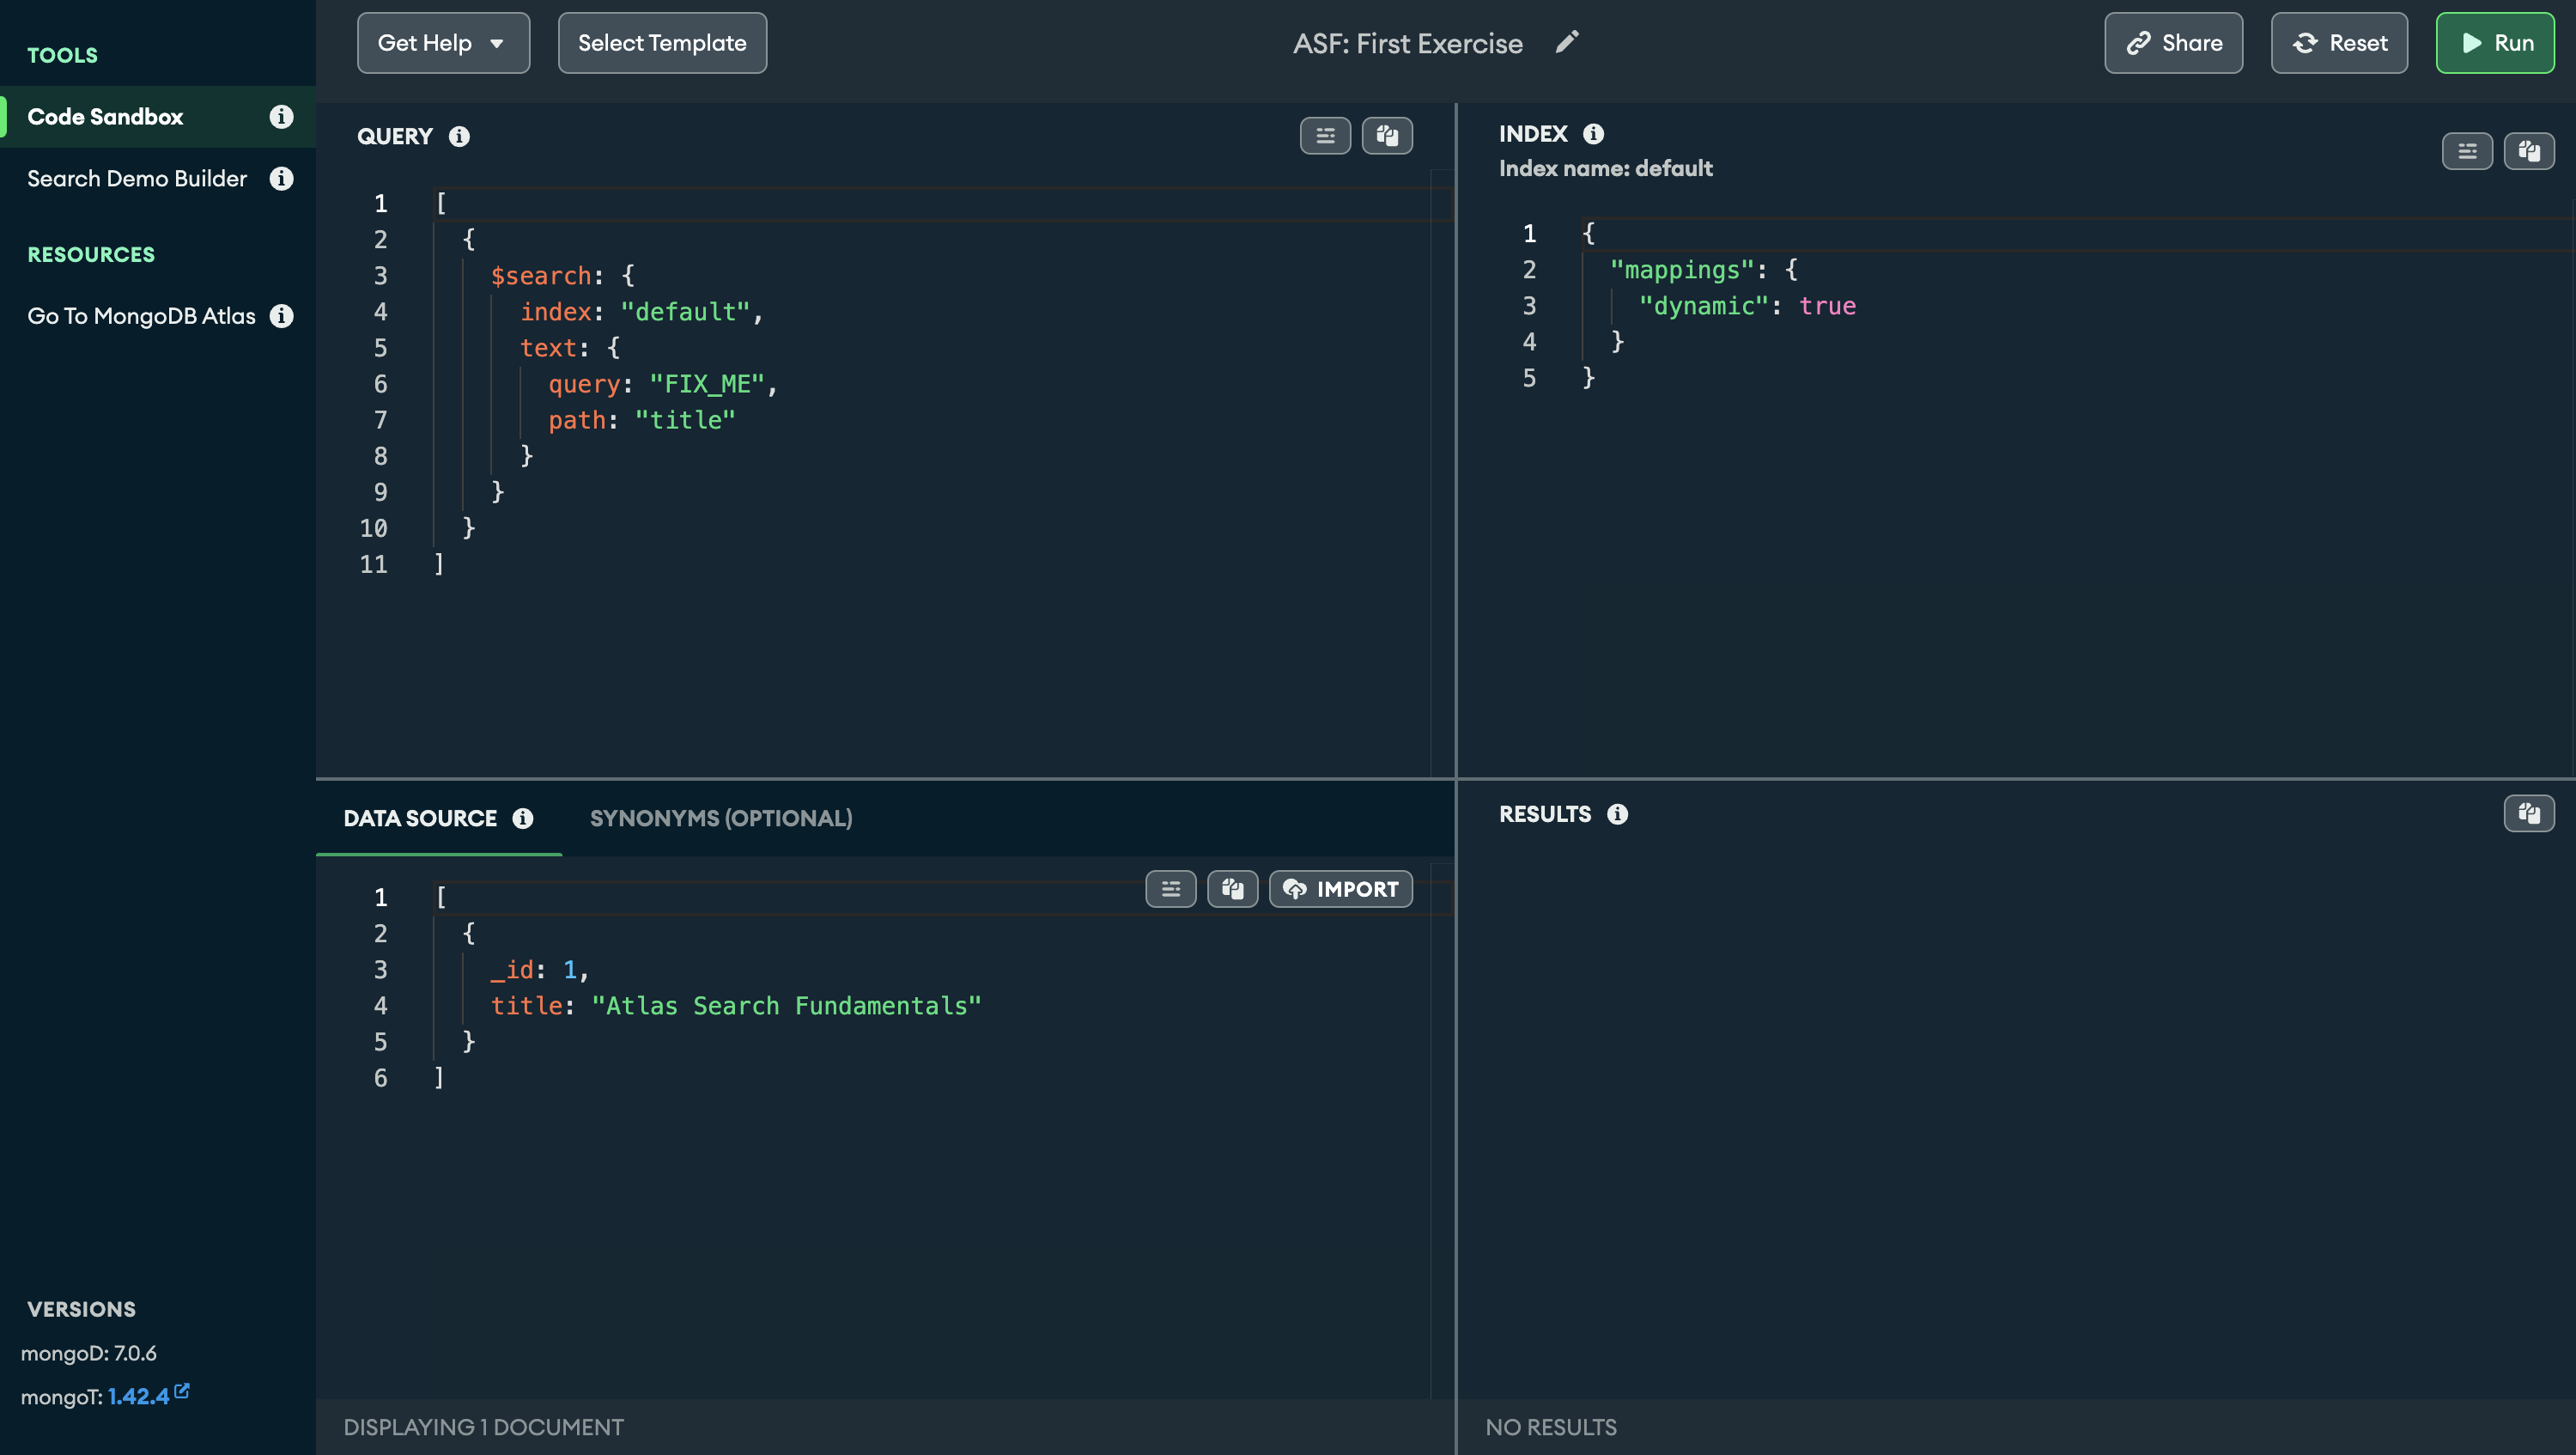 TOOLS
Code Sandbox
Search Demo Builder
RESOURCES
Go To MongoDB Atlas
VERSIONS
mongoD: 7.0.6
mongoT: 1.42.4
Get Help
Select Template
ASF: First Exercise
Share
Reset
Run
QUERY
1 [
2 {
3 $search: {
4 index: "default",
5 text: {
6 query: "FIX_ME",
7 path: "title"
8 }
9 }
10 }
11 ]
INDEX
Index name: default
1 {
2 "mappings": {
3 "dynamic": true
4 }
5 }
DATA SOURCE
SYNONYMS (OPTIONAL)
IMPORT
1 [
2 {
3 _id: 1,
4 title: "Atlas Search Fundamentals"
5 }
6 ]
DISPLAYING 1 DOCUMENT
RESULTS
NO RESULTS